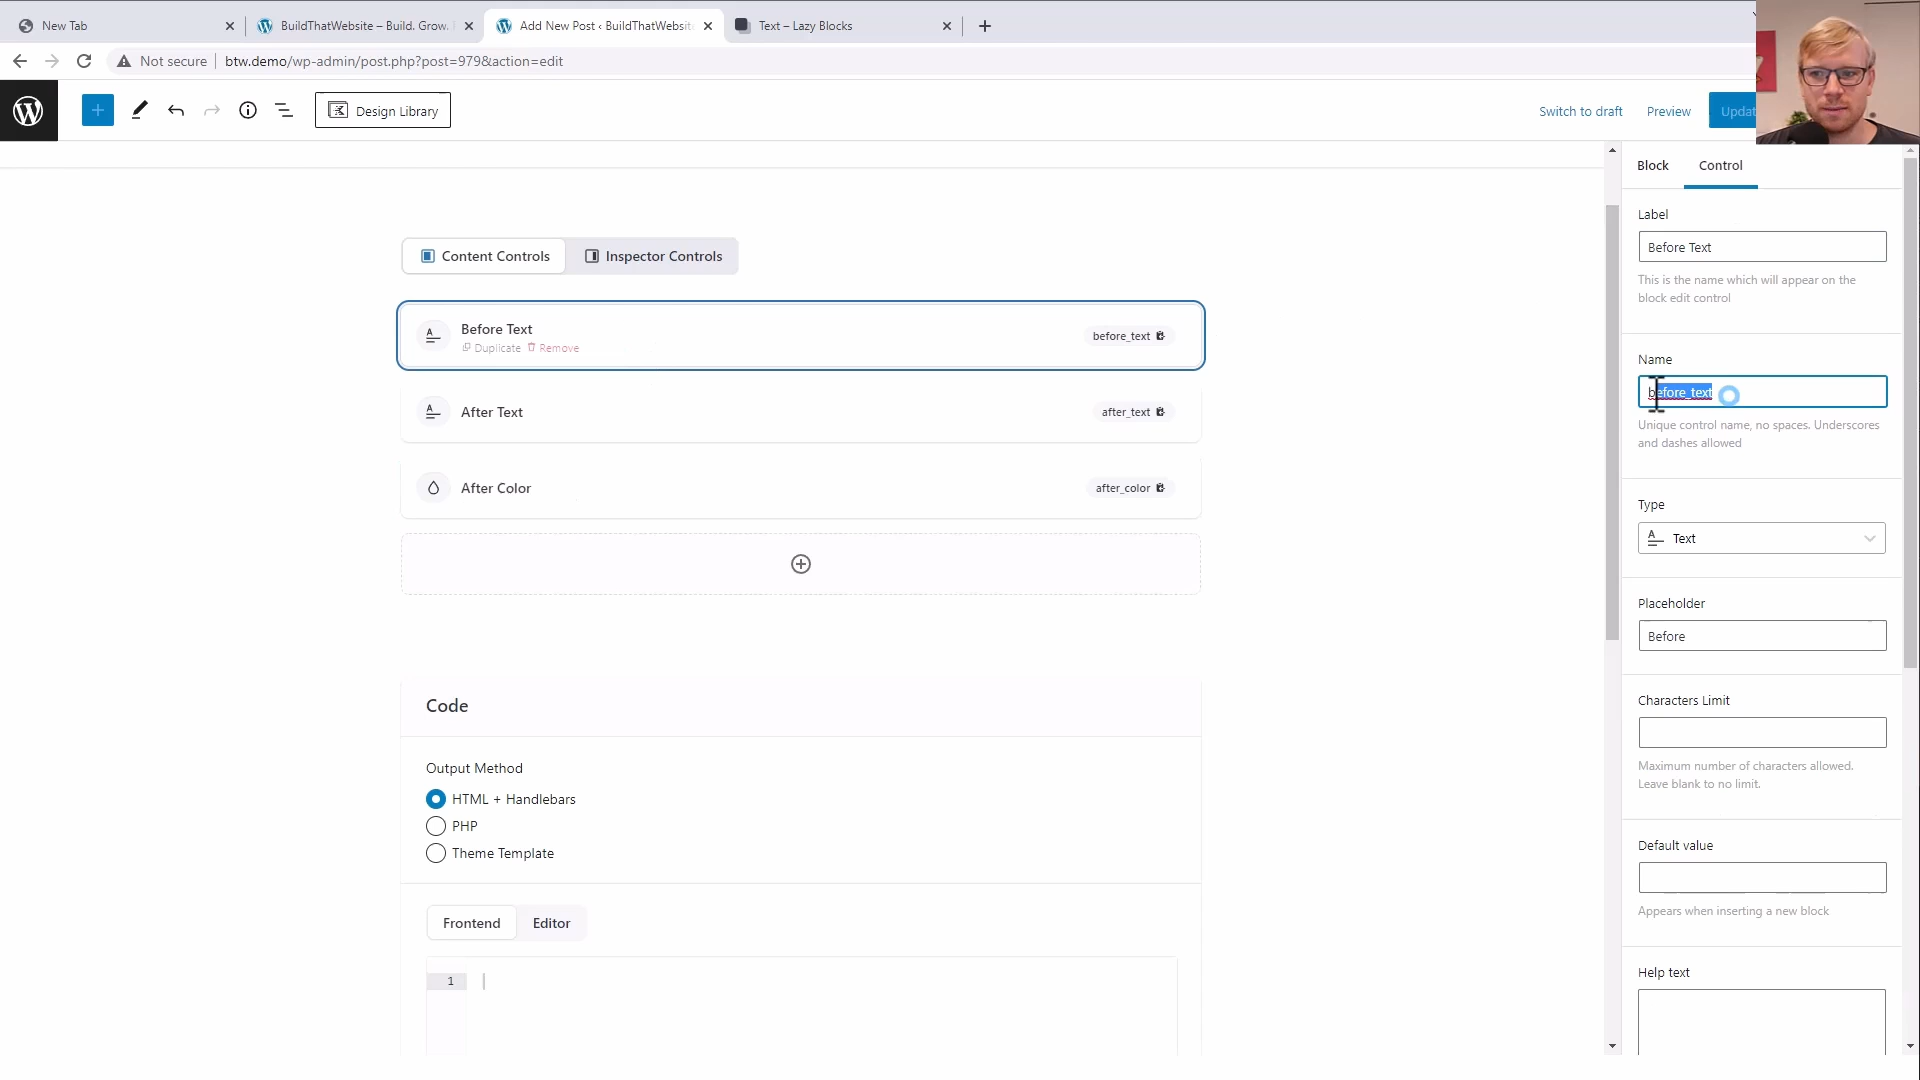 New Tab
BuildThatWebsite – Build. Grow.
Add New Post ‹ BuildThatWebsite
Text – Lazy Blocks
Not secure
btw.demo/wp-admin/post.php?post=979&action=edit
Design Library
Switch to draft
Preview
Updat
Block
Control
Label
Before Text
This is the name which will appear on the
block edit control
Name
before_text
Unique control name, no spaces. Underscores
and dashes allowed
Type
Text
Placeholder
Before
Characters Limit
Maximum number of characters allowed.
Leave blank to no limit.
Default value
Appears when inserting a new block
Help text
Content Controls
Inspector Controls
Before Text
Duplicate
Remove
before_text
After Text
after_text
After Color
after_color
Code
Output Method
HTML + Handlebars
PHP
Theme Template
Frontend
Editor
1